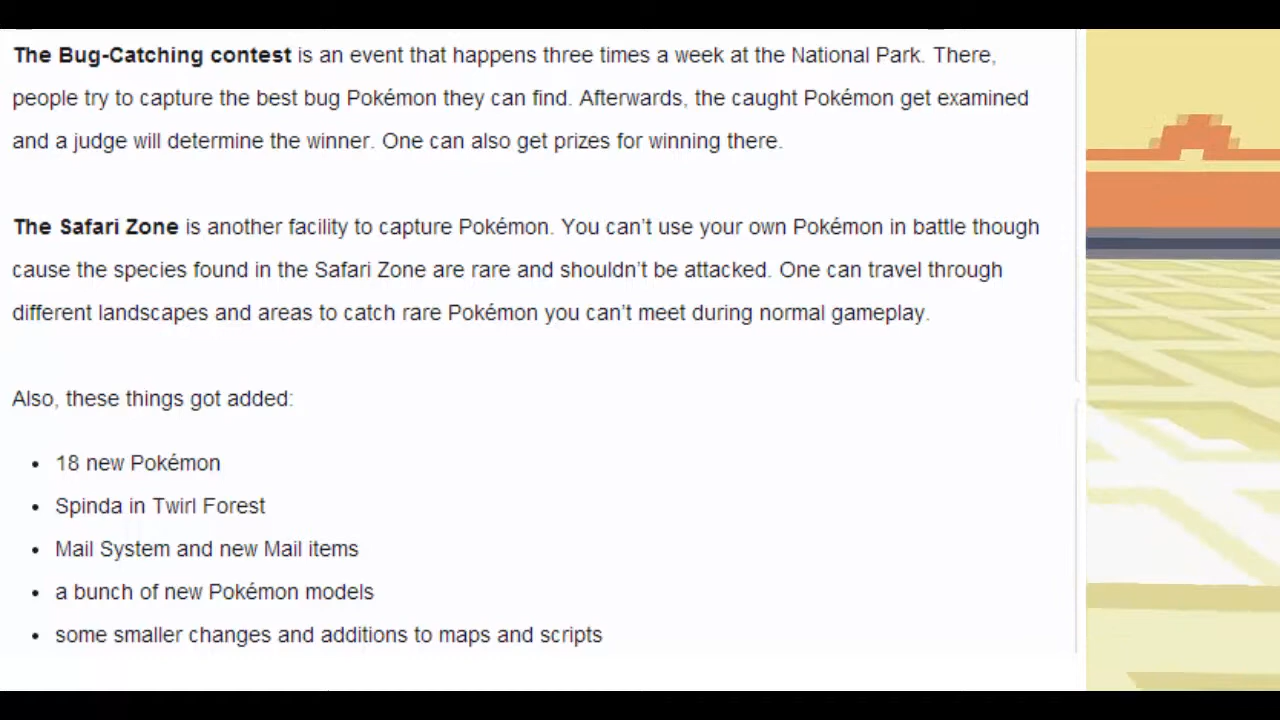 The Bug-Catching contest is an event that happens three times a week at the National Park. There,
people try to capture the best bug Pokémon they can find. Afterwards, the caught Pokémon get examined
and a judge will determine the winner. One can also get prizes for winning there.
The Safari Zone is another facility to capture Pokémon. You can’t use your own Pokémon in battle though
cause the species found in the Safari Zone are rare and shouldn’t be attacked. One can travel through
different landscapes and areas to catch rare Pokémon you can’t meet during normal gameplay.
Also, these things got added:
• 18 new Pokémon
• Spinda in Twirl Forest
• Mail System and new Mail items
• a bunch of new Pokémon models
• some smaller changes and additions to maps and scripts